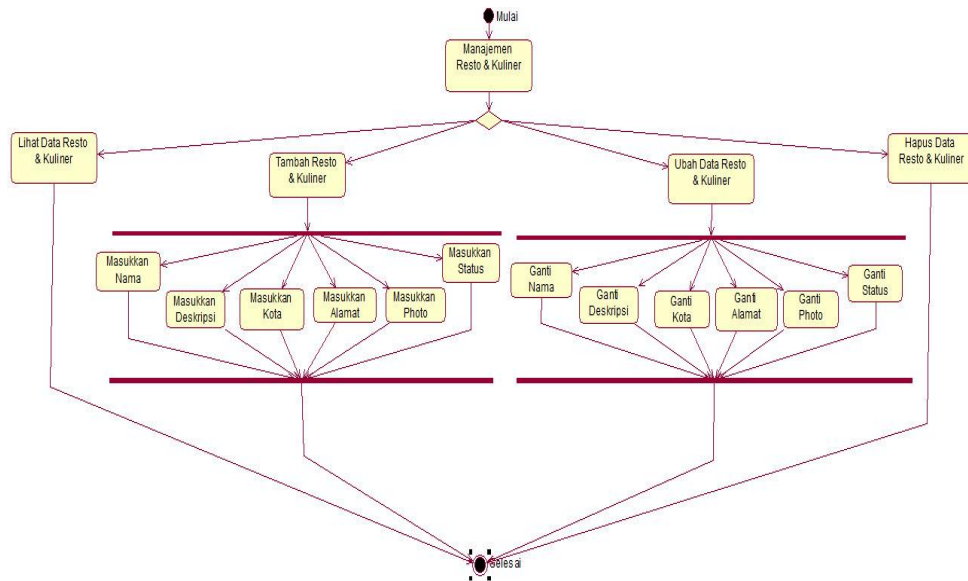 Mulai
Manajemen
Resto & Kuliner
Lihat Data Resto
& Kuliner
Tambah Resto
& Kuliner
Ubah Data Resto
& Kuliner
Hapus Data
Resto & Kuliner
Masukkan
Nama
Masukkan
Deskripsi
Masukkan
Kota
Masukkan
Alamat
Masukkan
Photo
Masukkan
Status
Ganti
Nama
Ganti
Deskripsi
Ganti
Kota
Ganti
Alamat
Ganti
Photo
Ganti
Status
Selesai